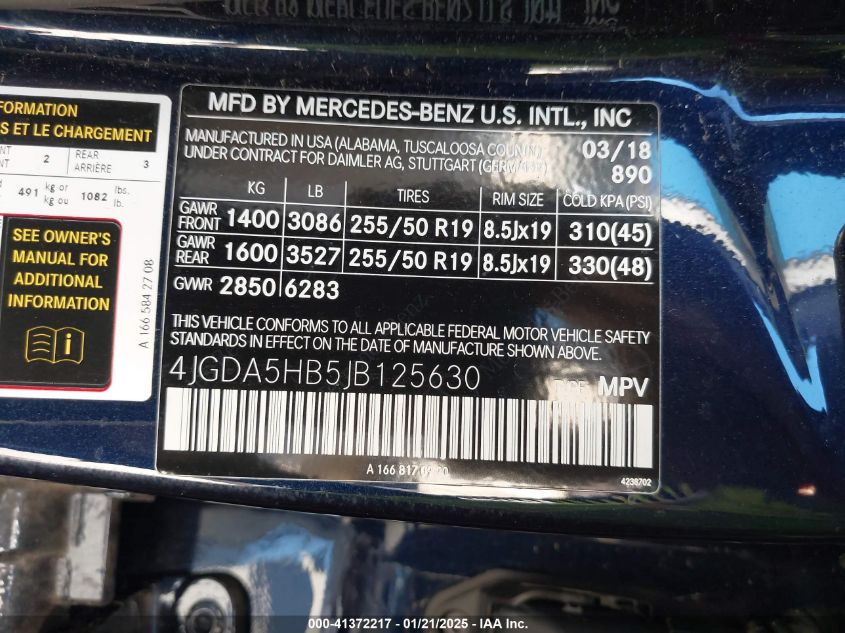 MFD BY MERCEDES-BENZ U.S. INTL., INC
MANUFACTURED IN USA (ALABAMA, TUSCALOOSA COUNTY) 03/18
UNDER CONTRACT FOR DAIMLER AG, STUTTGART (GERMANY) 890
KG LB TIRES RIM SIZE COLD KPA (PSI)
GAWR FRONT 1400 3086 255/50 R19 8.5Jx19 310(45)
GAWR REAR 1600 3527 255/50 R19 8.5Jx19 330(48)
GVWR 2850 6283
THIS VEHICLE CONFORMS TO ALL APPLICABLE FEDERAL MOTOR VEHICLE SAFETY
STANDARDS IN EFFECT ON THE DATE OF MANUFACTURE SHOWN ABOVE.
4JGDA5HB5JB125630 TYPE: MPV
A 166 817
4238702
ET LE CHARGEMENT
2 REAR 3
ARRIÈRE
491 kg or 1082 lbs.
kg ou lb.
SEE OWNER'S
MANUAL FOR
ADDITIONAL
INFORMATION
A 166 584 27 08
000-41372217 - 01/21/2025 - IAA Inc.